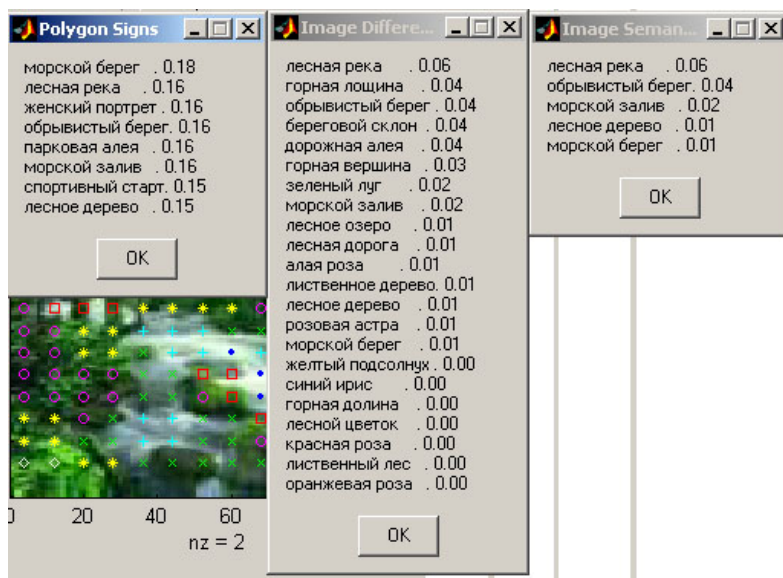 Polygon Signs
морской берег . 0.18
лесная река . 0.16
женский портрет . 0.16
обрывистый берег. 0.16
парковая алея . 0.16
морской залив . 0.16
спортивный старт. 0.15
лесное дерево . 0.15
OK
0 20 40 60
nz = 2
Image Differe...
лесная река . 0.06
горная лощина . 0.04
обрывистый берег . 0.04
береговой склон . 0.04
дорожная алея . 0.04
горная вершина . 0.03
зеленый луг . 0.02
морской залив . 0.02
лесное озеро . 0.01
лесная дорога . 0.01
алая роза . 0.01
лиственное дерево. 0.01
лесное дерево . 0.01
розовая астра . 0.01
морской берег . 0.01
желтый подсолнух . 0.00
синий ирис . 0.00
горная долина . 0.00
лесной цветок . 0.00
красная роза . 0.00
лиственный лес . 0.00
оранжевая роза . 0.00
OK
Image Seman...
лесная река . 0.06
обрывистый берег. 0.04
морской залив . 0.02
лесное дерево . 0.01
морской берег . 0.01
OK